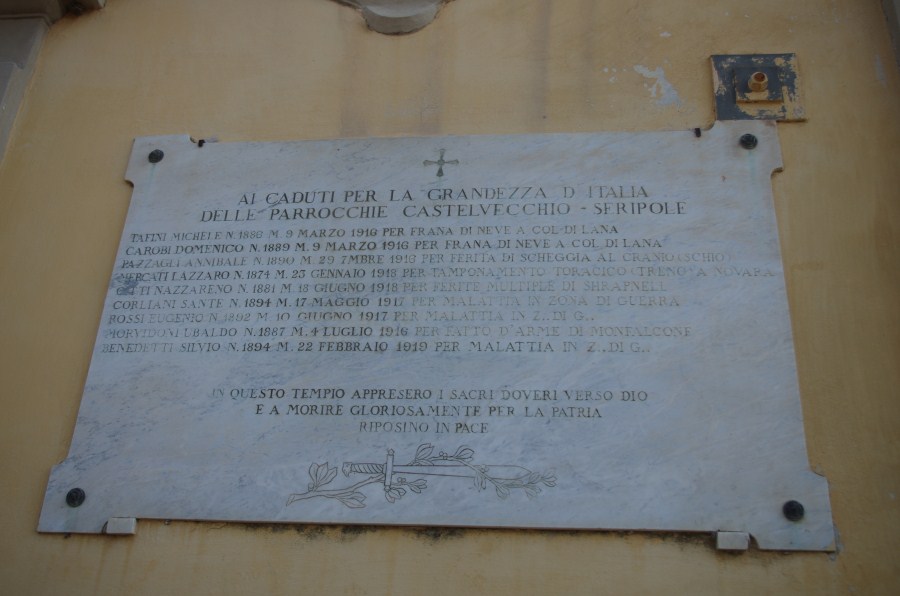 AI CADUTI PER LA GRANDEZZA D'ITALIA
DELLE PARROCCHIE CASTELVECCHIO - SERIPOLE
TAFINI MICHELE N. 1886 M. 9 MARZO 1916 PER FRANA DI NEVE A COL DI LANA
CAROBI DOMENICO N. 1889 M. 9 MARZO 1916 PER FRANA DI NEVE A COL DI LANA
PAZZAGLI ANNIBALE N. 1890 M. 29 7MBRE 1916 PER FERITA DI SCHEGGIA AL CRANIO (SCHIO)
MERCATI LAZZARO N. 1874 M. 23 GENNAIO 1918 PER TAMPONAMENTO TORACICO (TRENO) A NOVARA
NAZZARENO N. 1881 M. 18 GIUGNO 1918 PER FERITE MULTIPLE DI SHRAPNELL
CORLIANI SANTE N. 1894 M. 17 MAGGIO 1917 PER MALATTIA IN ZONA DI GUERRA
ROSSI EUGENIO N. 1892 M. 10 GIUGNO 1917 PER MALATTIA IN Z.. DI G..
MORVIDONI UBALDO N. 1887 M. 4 LUGLIO 1916 PER FATTO D'ARME DI MONFALCONE
BENEDETTI SILVIO N. 1894 M. 22 FEBBRAIO 1919 PER MALATTIA IN Z.. DI G..
IN QUESTO TEMPIO APPRESERO I SACRI DOVERI VERSO DIO
E A MORIRE GLORIOSAMENTE PER LA PATRIA
RIPOSINO IN PACE